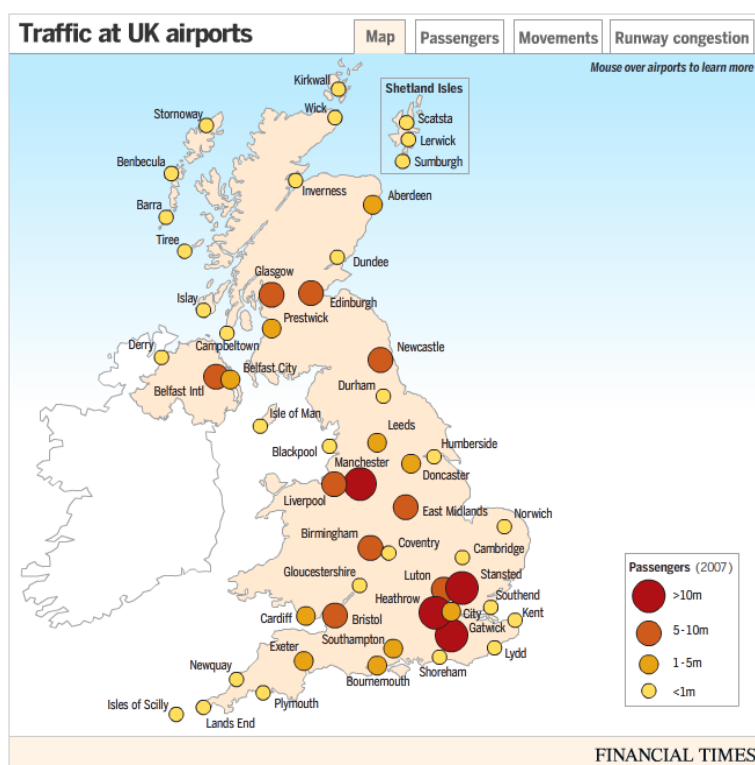 Traffic at UK airports
Map
Passengers
Movements
Runway congestion
Mouse over airports to learn more
Kirkwall
Shetland Isles
Wick
Stornoway
Scatsta
Lerwick
Benbecula
Sumburgh
Inverness
Aberdeen
Barra
Tiree
Dundee
Glasgow
Islay
Edinburgh
Prestwick
Derry
Campbeltown
Newcastle
Belfast City
Belfast Intl
Durham
Isle of Man
Leeds
Blackpool
Humberside
Manchester
Doncaster
Liverpool
East Midlands
Norwich
Birmingham
Coventry
Cambridge
Gloucestershire
Luton
Stansted
Heathrow
Southend
City
Kent
Cardiff
Bristol
Gatwick
Southampton
Exeter
Lydd
Newquay
Bournemouth
Shoreham
Isles of Scilly
Plymouth
Lands End
Passengers (2007)
>10m
5-10m
1-5m
<1m
FINANCIAL TIMES